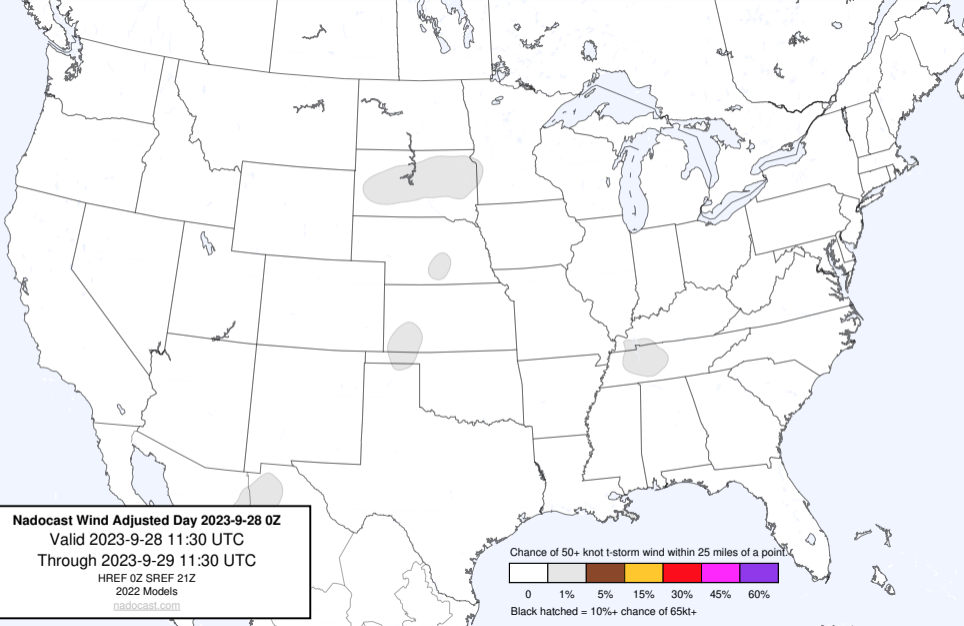 Nadocast Wind Adjusted Day 2023-9-28 0Z
Valid 2023-9-28 11:30 UTC
Through 2023-9-29 11:30 UTC
HREF 0Z SREF 21Z
2022 Models
nadocast.com
Chance of 50+ knot t-storm wind within 25 miles of a point.
0 1% 5% 15% 30% 45% 60%
Black hatched = 10%+ chance of 65kt+